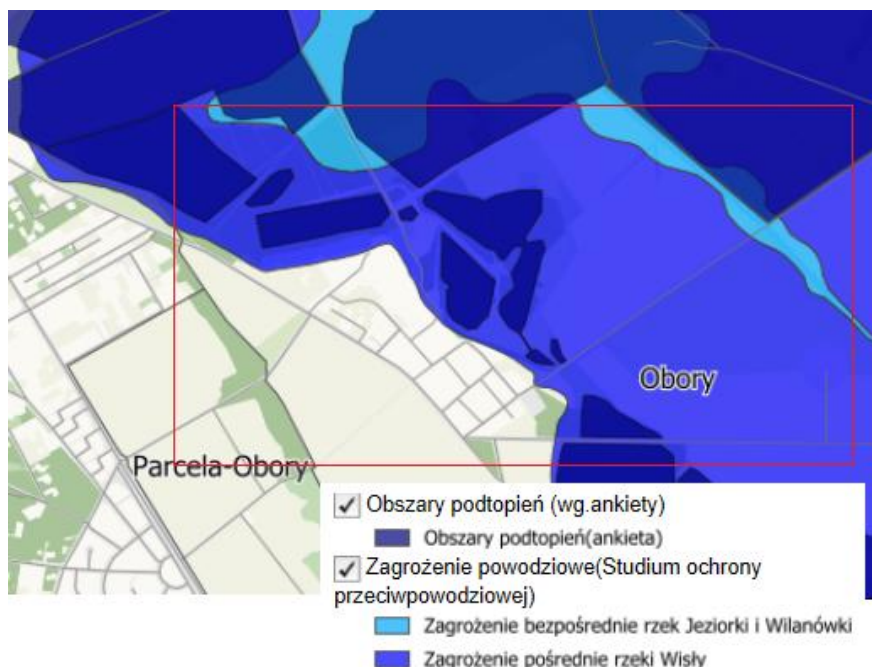 Obory
Parcela-Obory
Obszary podtopień (wg.ankiety)
Obszary podtopień(ankieta)
Zagrożenie powodziowe(Studium ochrony
przeciwpowodziowej)
Zagrożenie bezpośrednie rzek Jeziorki i Wilanówki
Zagrożenie pośrednie rzeki Wisły